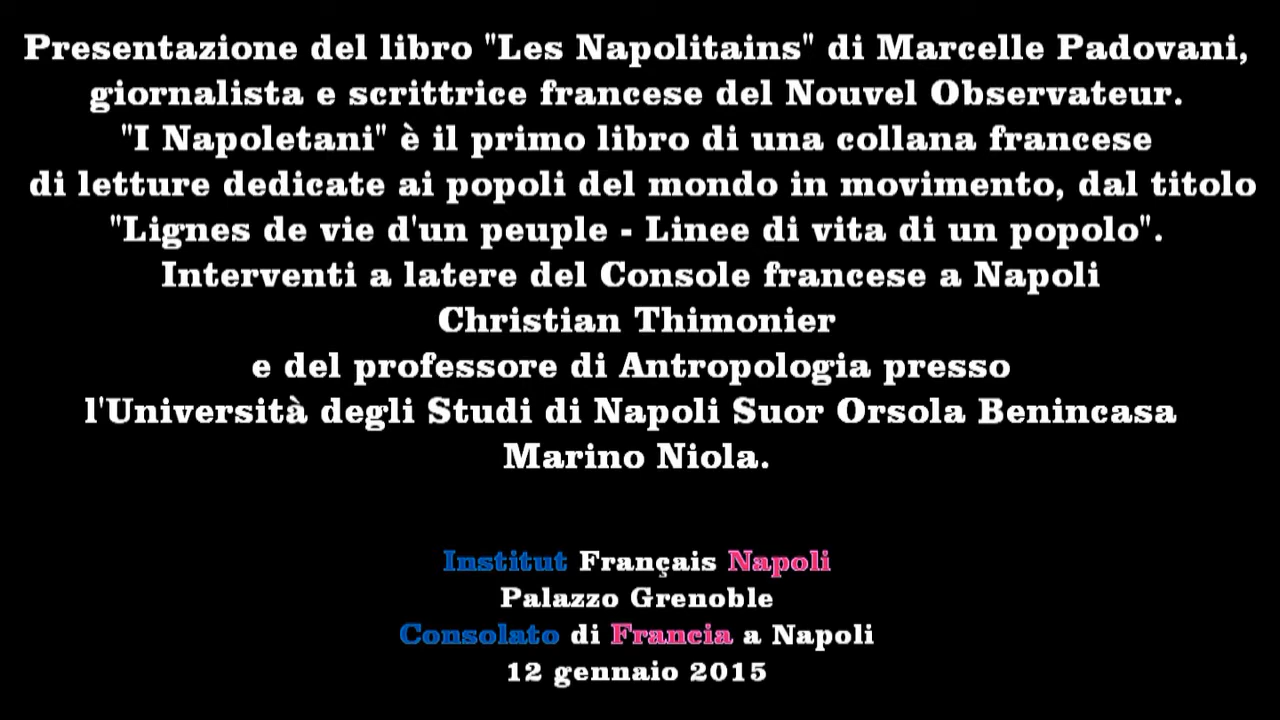 Presentazione del libro "Les Napolitains" di Marcelle Padovani,
giornalista e scrittrice francese del Nouvel Observateur.
"I Napoletani" è il primo libro di una collana francese
di letture dedicate ai popoli del mondo in movimento, dal titolo
"Lignes de vie d'un peuple - Linee di vita di un popolo".
Interventi a latere del Console francese a Napoli
Christian Thimonier
e del professore di Antropologia presso
l'Università degli Studi di Napoli Suor Orsola Benincasa
Marino Niola.
Institut Français Napoli
Palazzo Grenoble
Consolato di Francia a Napoli
12 gennaio 2015